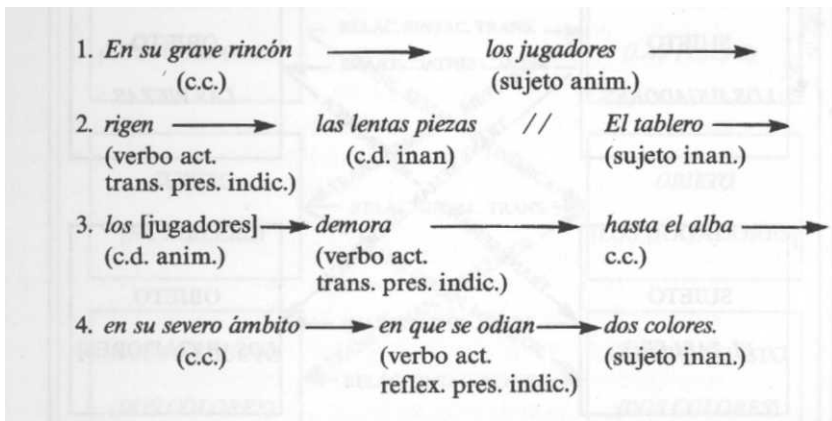 1. En su grave rincón los jugadores
(c.c.) (sujeto anim.)
2. rigen las lentas piezas // El tablero
(verbo act. (c.d. inan) (sujeto inan.)
trans. pres. indic.)
3. los [jugadores] demora hasta el alba
(c.d. anim.) (verbo act. c.c.)
trans. pres. indic.)
4. en su severo ámbito en que se odian dos colores.
(c.c.) (verbo act. (sujeto inan.)
reflex. pres. indic.)